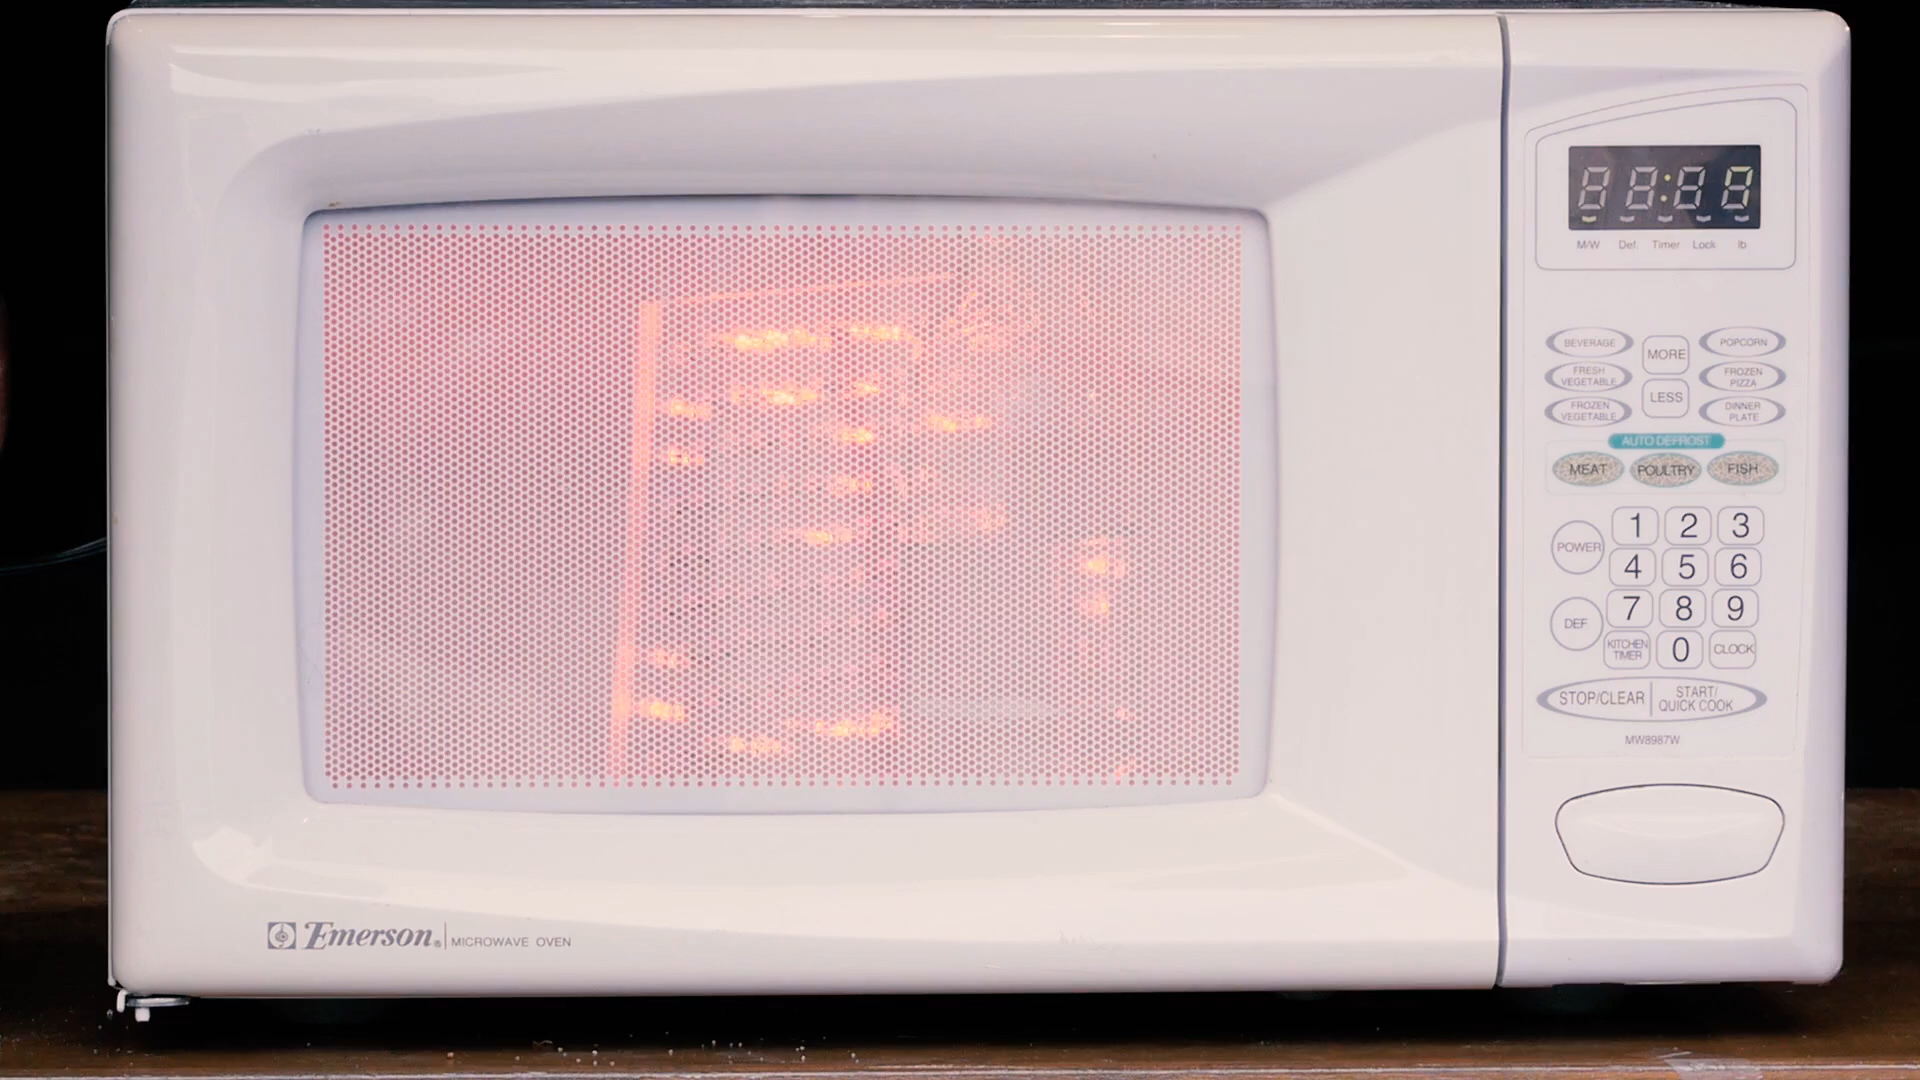 88:88
M/W Def. Timer Lock lb
BEVERAGE
MORE
POPCORN
FRESH
VEGETABLE
FROZEN
PIZZA
LESS
FROZEN
VEGETABLE
DINNER
PLATE
AUTO DEFROST
MEAT POULTRY FISH
POWER
1 2 3
4 5 6
DEF
7 8 9
KITCHEN
TIMER
0
CLOCK
STOP/CLEAR
START/
QUICK COOK
MW8987W
Emerson® MICROWAVE OVEN